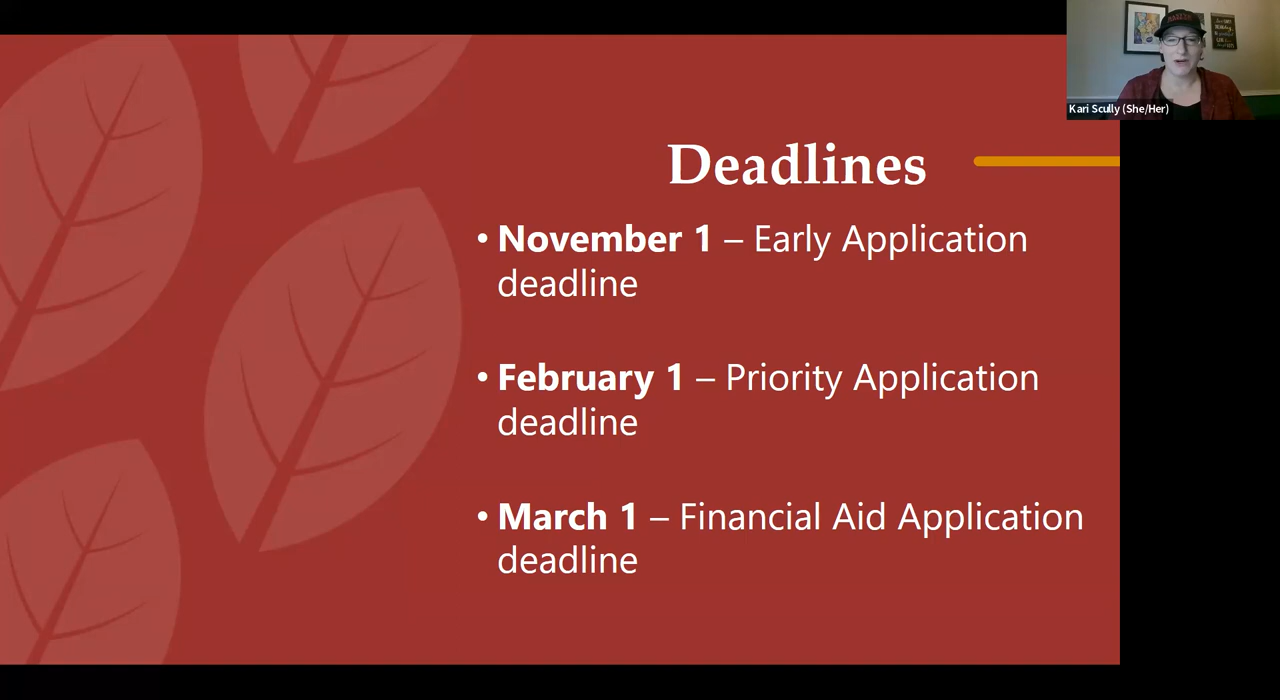 Kari Scully (She/Her)
Deadlines
• November 1 – Early Application
deadline
• February 1 – Priority Application
deadline
• March 1 – Financial Aid Application
deadline